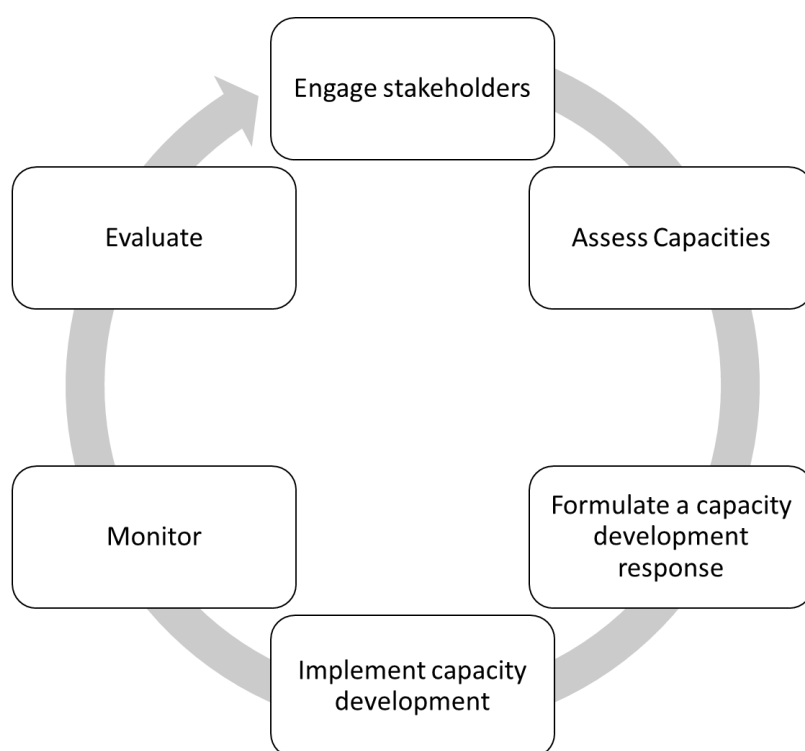 Engage stakeholders
Assess Capacities
Formulate a capacity
development
response
Implement capacity
development
Monitor
Evaluate